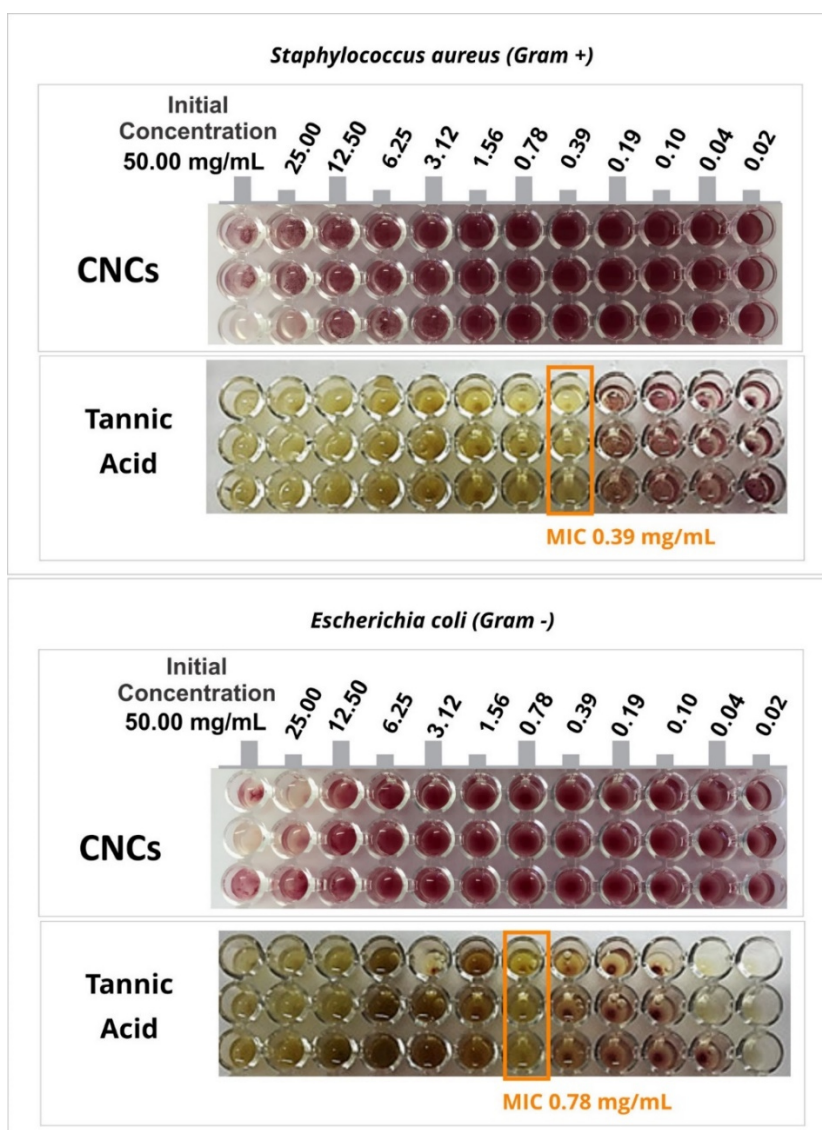 Staphylococcus aureus (Gram +)
Initial
Concentration
50.00 mg/mL
25.00
12.50
6.25
3.12
1.56
0.78
0.39
0.19
0.10
0.04
0.02
CNCs
Tannic
Acid
MIC 0.39 mg/mL
Escherichia coli (Gram -)
Initial
Concentration
50.00 mg/mL
25.00
12.50
6.25
3.12
1.56
0.78
0.39
0.19
0.10
0.04
0.02
CNCs
Tannic
Acid
MIC 0.78 mg/mL